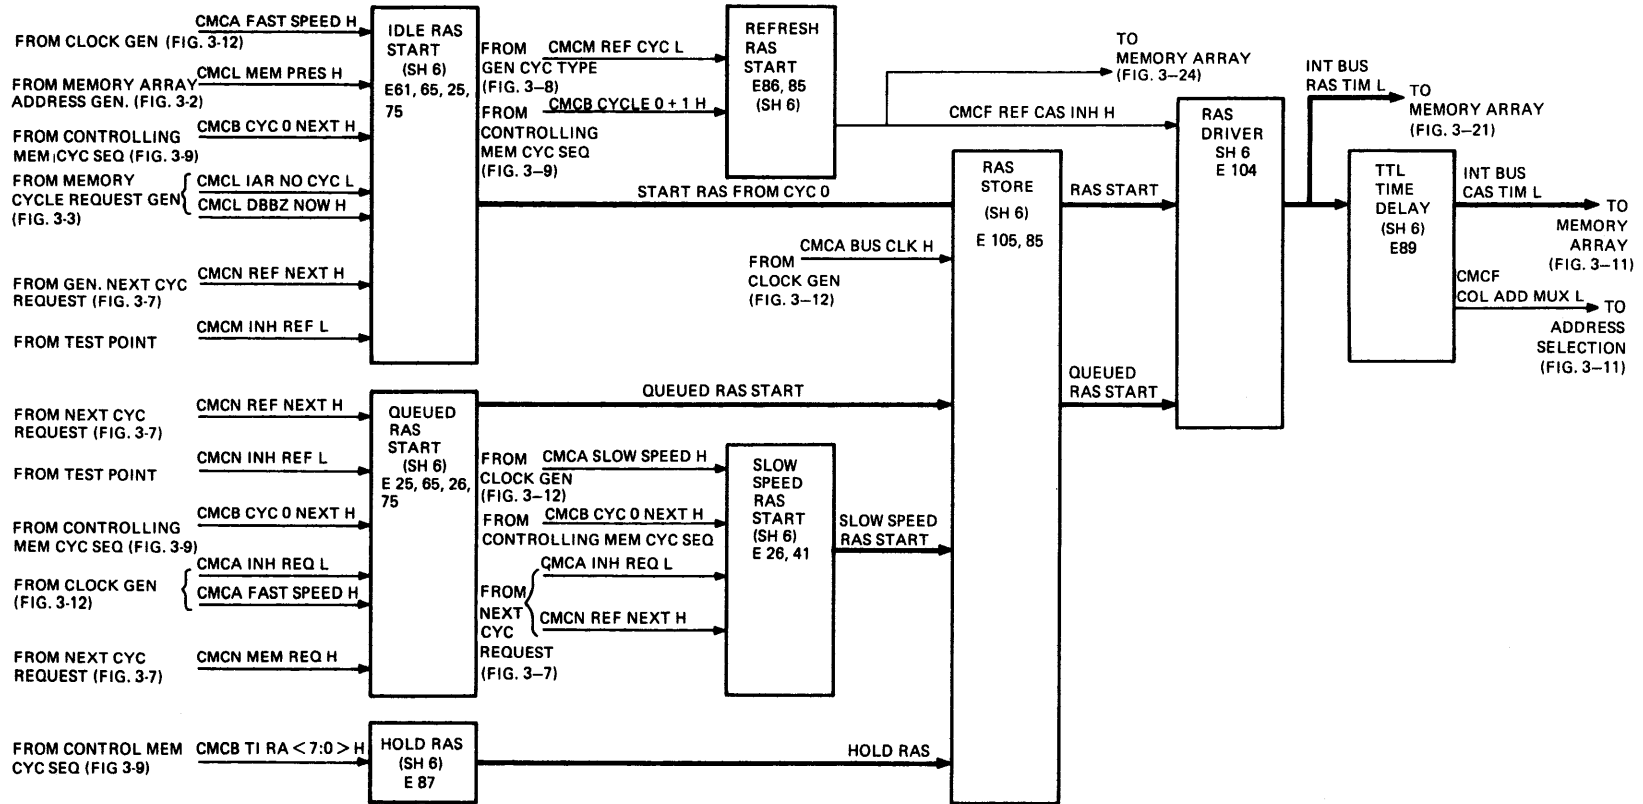 CMCA FAST SPEED H
FROM CLOCK GEN (FIG. 3-12)
CMCL MEM PRES H
FROM MEMORY ARRAY
ADDRESS GEN. (FIG. 3-2)
CMCB CYC 0 NEXT H
FROM CONTROLLING
MEM CYC SEQ (FIG. 3-9)
FROM MEMORY
CYCLE REQUEST GEN
(FIG. 3-3)
CMCL IAR NO CYC L
CMCL DBBZ NOW H
CMCN REF NEXT H
FROM GEN. NEXT CYC
REQUEST (FIG. 3-7)
CMCM INH REF L
FROM TEST POINT
IDLE RAS
START
(SH 6)
E61, 65, 25,
75
FROM
GEN CYC TYPE
(FIG. 3-8)
CMCM REF CYC L
FROM
CONTROLLING
MEM CYC SEQ
(FIG. 3-9)
CMCB CYCLE 0 + 1 H
REFRESH
RAS
START
E86, 85
(SH 6)
TO
MEMORY ARRAY
(FIG. 3-24)
CMCF REF CAS INH H
START RAS FROM CYC 0
CMCA BUS CLK H
FROM
CLOCK GEN
(FIG. 3-12)
RAS
STORE
(SH 6)
E 105, 85
RAS START
RAS
DRIVER
SH 6
E 104
INT BUS
RAS TIM L
TO
MEMORY ARRAY
(FIG. 3-21)
TTL
TIME
DELAY
(SH 6)
E89
INT BUS
CAS TIM L
TO
MEMORY
ARRAY
(FIG. 3-11)
CMCF
COL ADD MUX L
TO
ADDRESS
SELECTION
(FIG. 3-11)
CMCN REF NEXT H
FROM NEXT CYC
REQUEST (FIG. 3-7)
CMCN INH REF L
FROM TEST POINT
CMCB CYC 0 NEXT H
FROM CONTROLLING
MEM CYC SEQ (FIG. 3-9)
CMCA INH REQ L
FROM CLOCK GEN
(FIG. 3-12)
CMCA FAST SPEED H
CMCN MEM REQ H
FROM NEXT CYC
REQUEST (FIG. 3-7)
QUEUED
RAS
START
(SH 6)
E 25, 65, 26,
75
QUEUED RAS START
FROM
CLOCK GEN
(FIG. 3-12)
CMCA SLOW SPEED H
FROM
CONTROLLING MEM CYC SEQ
CMCB CYC 0 NEXT H
CMCA INH REQ L
FROM
NEXT
CYC
REQUEST
(FIG. 3-7)
CMCN REF NEXT H
SLOW
SPEED
RAS
START
(SH 6)
E 26, 41
SLOW SPEED
RAS START
QUEUED
RAS START
FROM CONTROL MEM
CYC SEQ (FIG 3-9)
CMCB TI RA < 7:0 > H
HOLD RAS
(SH 6)
E 87
HOLD RAS